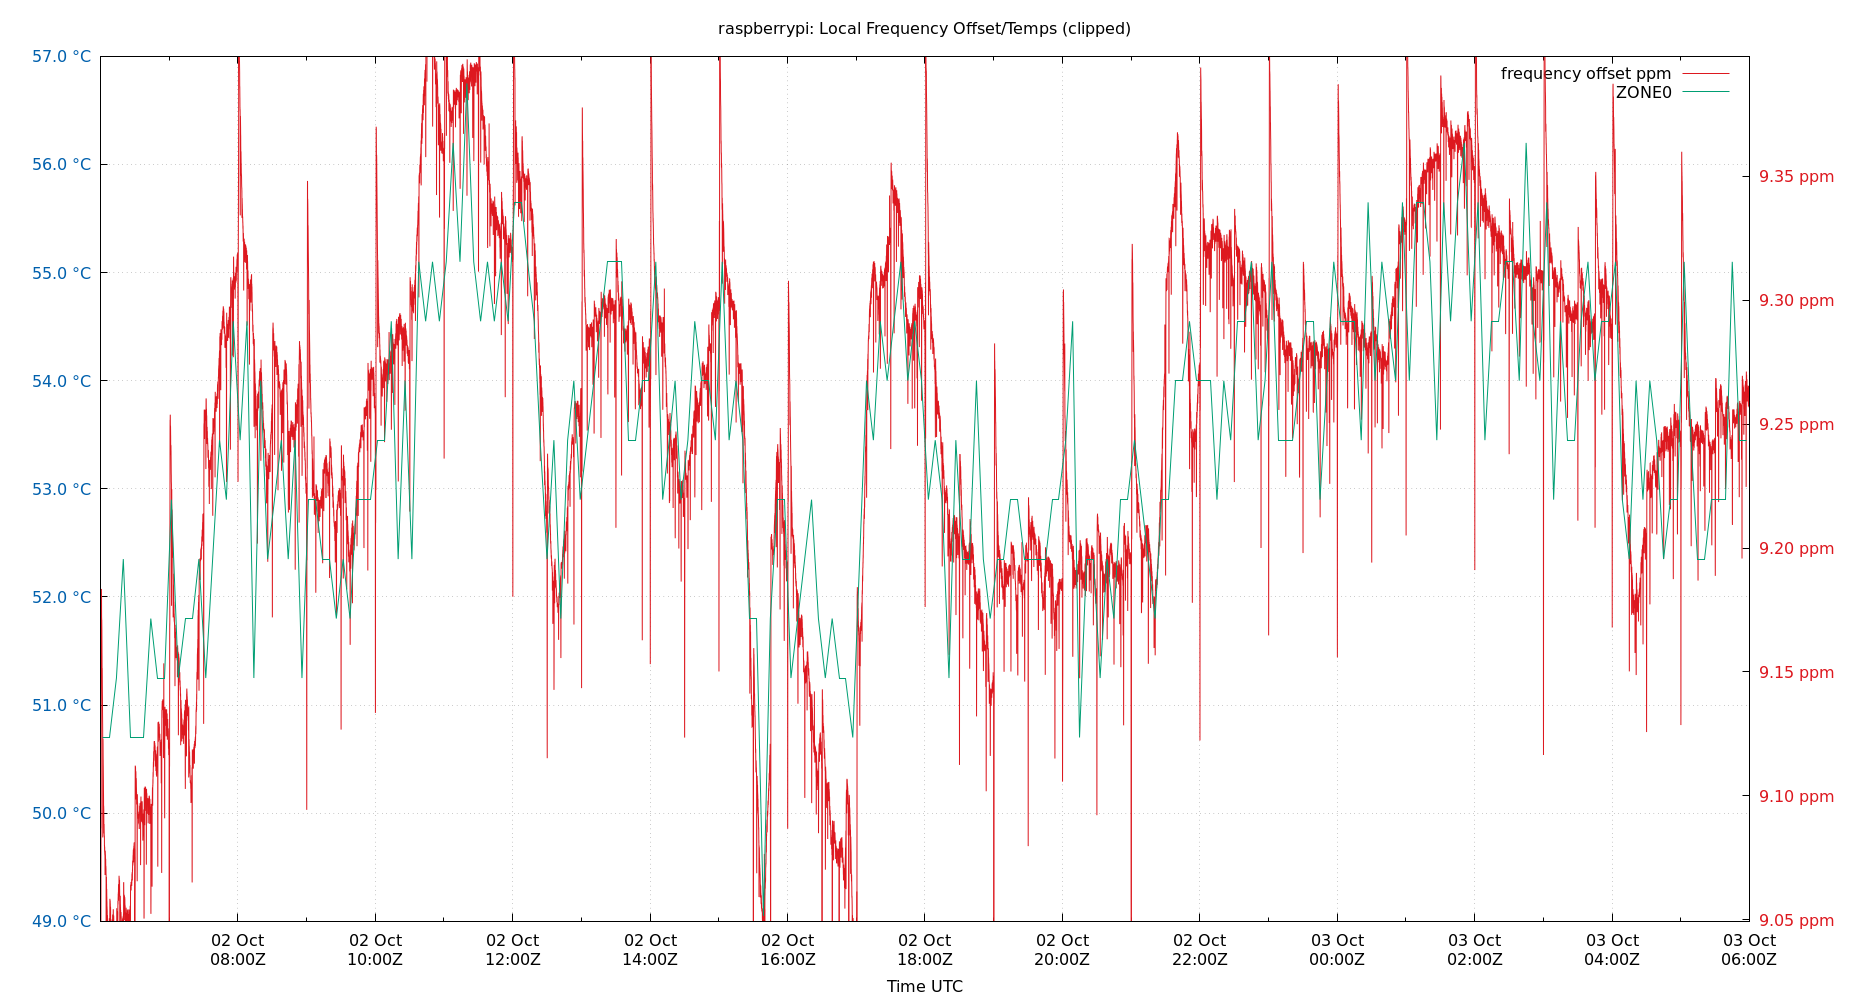 raspberrypi: Local Frequency Offset/Temps (clipped)
frequency offset ppm
ZONE0
57.0 °C
56.0 °C
55.0 °C
54.0 °C
53.0 °C
52.0 °C
51.0 °C
50.0 °C
49.0 °C
9.35 ppm
9.30 ppm
9.25 ppm
9.20 ppm
9.15 ppm
9.10 ppm
9.05 ppm
02 Oct 02 Oct 02 Oct 02 Oct 02 Oct 02 Oct 02 Oct 02 Oct 03 Oct 03 Oct 03 Oct 03 Oct
08:00Z 10:00Z 12:00Z 14:00Z 16:00Z 18:00Z 20:00Z 22:00Z 00:00Z 02:00Z 04:00Z 06:00Z
Time UTC